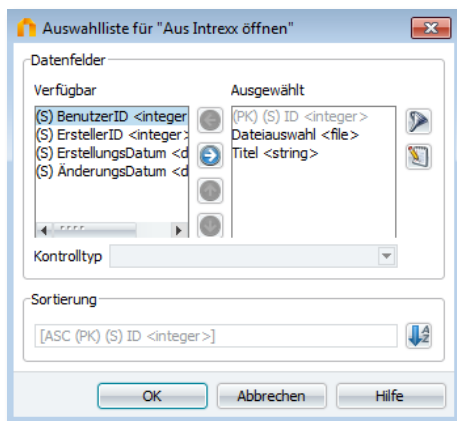 Auswahlliste für "Aus Intrexx öffnen"
Datenfelder
Verfügbar
Ausgewählt
(S) BenutzerID <integer
(S) ErstellerID <integer>
(S) ErstellungsDatum <d
(S) ÄnderungsDatum <d
(PK) (S) ID <integer>
Dateiauswahl <file>
Titel <string>
Kontrolltyp
Sortierung
[ASC (PK) (S) ID <integer>]
A
Z
OK
Abbrechen
Hilfe